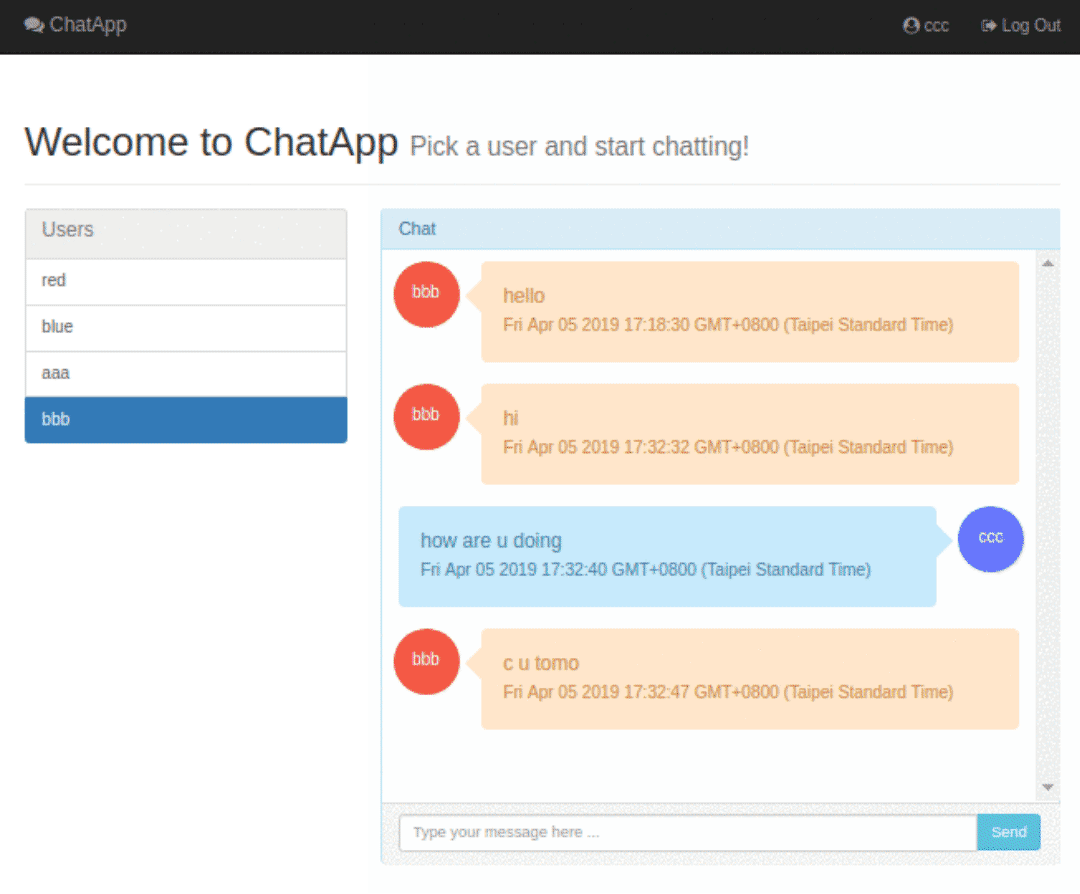 ChatApp
ccc
Log Out
Welcome to ChatApp Pick a user and start chatting!
Users
red
blue
aaa
bbb
Chat
bbb
hello
Fri Apr 05 2019 17:18:30 GMT+0800 (Taipei Standard Time)
bbb
hi
Fri Apr 05 2019 17:32:32 GMT+0800 (Taipei Standard Time)
how are u doing
Fri Apr 05 2019 17:32:40 GMT+0800 (Taipei Standard Time)
ccc
bbb
c u tomo
Fri Apr 05 2019 17:32:47 GMT+0800 (Taipei Standard Time)
Type your message here ...
Send